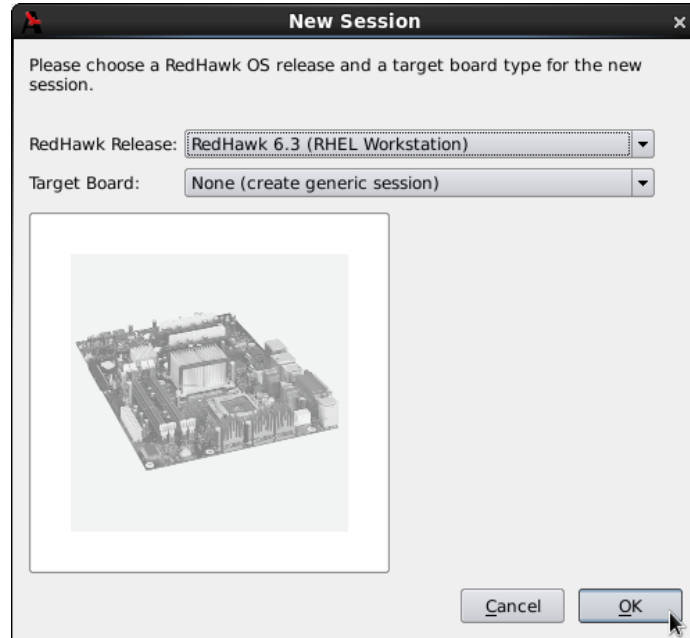 New Session
Please choose a RedHawk OS release and a target board type for the new
session.
RedHawk Release: RedHawk 6.3 (RHEL Workstation)
Target Board: None (create generic session)
Cancel OK